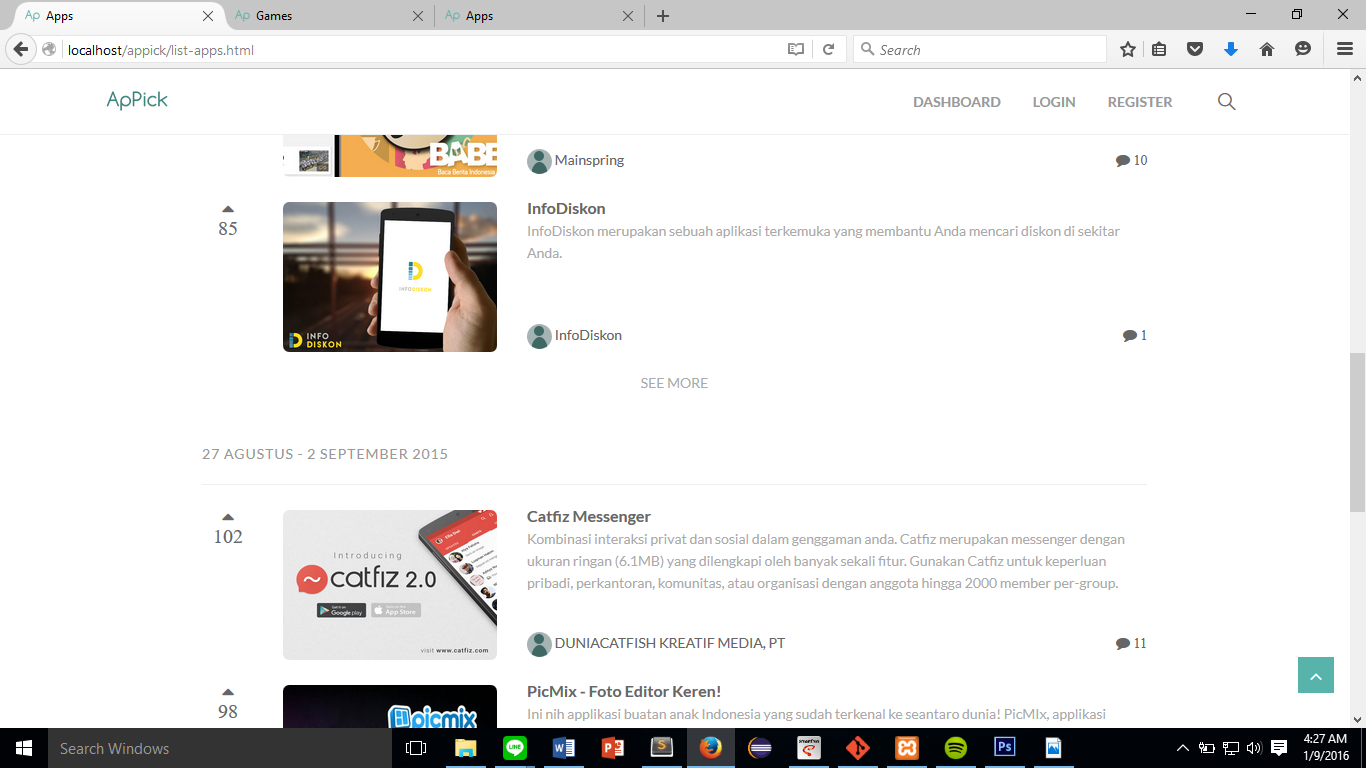 Ap Apps
Ap Games
Ap Apps
localhost/appick/list-apps.html
Search
ApPick
DASHBOARD
LOGIN
REGISTER
BABE
Baca Berita Indonesia
Mainspring
10
85
INFODISKON
INFO
DISKON
InfoDiskon
InfoDiskon merupakan sebuah aplikasi terkemuka yang membantu Anda mencari diskon di sekitar
Anda.
InfoDiskon
1
SEE MORE
27 AGUSTUS - 2 SEPTEMBER 2015
102
Introducing
catfiz 2.0
Google play
App Store
visit www.catfiz.com
Catfiz Messenger
Kombinasi interaksi privat dan sosial dalam genggaman anda. Catfiz merupakan messenger dengan
ukuran ringan (6.1MB) yang dilengkapi oleh banyak sekali fitur. Gunakan Catfiz untuk keperluan
pribadi, perkantoran, komunitas, atau organisasi dengan anggota hingga 2000 member per-group.
DUNIACATFISH KREATIF MEDIA, PT
11
98
picmix
PicMix - Foto Editor Keren!
Ini nih applikasi buatan anak Indonesia yang sudah terkenal ke seantaro dunia! PicMIx, applikasi
Search Windows
LINE
smartfren
Ps
4:27 AM
1/9/2016